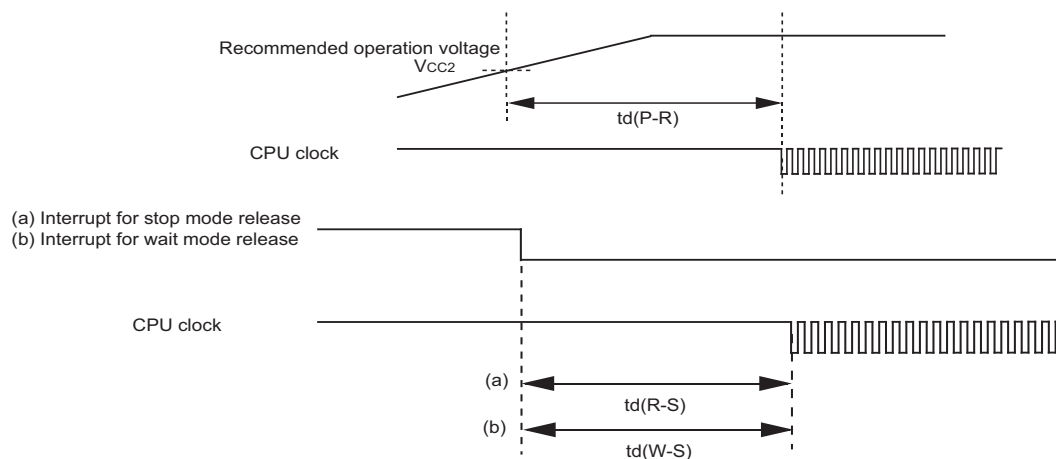 Recommended operation voltage
VCC2
td(P-R)
CPU clock
(a) Interrupt for stop mode release
(b) Interrupt for wait mode release
CPU clock
(a)
td(R-S)
(b)
td(W-S)